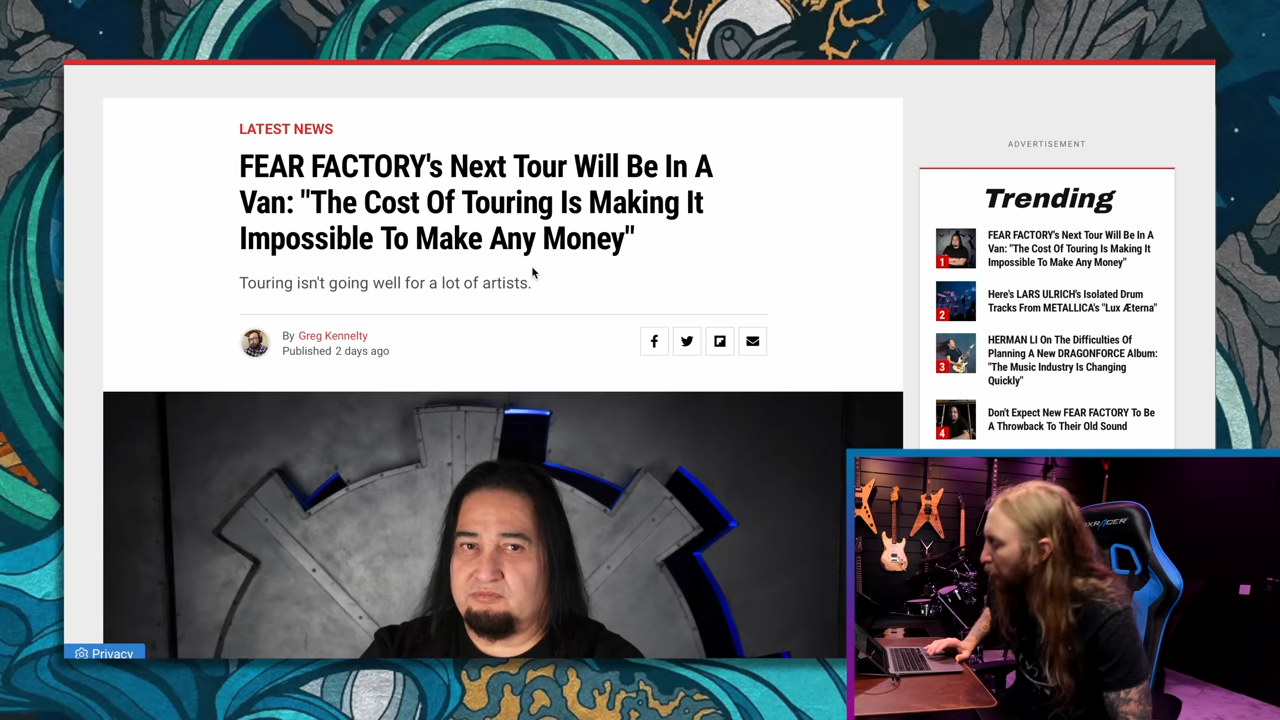 LATEST NEWS
FEAR FACTORY's Next Tour Will Be In A
Van: "The Cost Of Touring Is Making It
Impossible To Make Any Money"
Touring isn't going well for a lot of artists.
By Greg Kennelty
Published 2 days ago
Privacy
ADVERTISEMENT
Trending
1
FEAR FACTORY's Next Tour Will Be In A
Van: "The Cost Of Touring Is Making It
Impossible To Make Any Money"
2
Here's LARS ULRICH's Isolated Drum
Tracks From METALLICA's "Lux Æterna"
3
HERMAN LI On The Difficulties Of
Planning A New DRAGONFORCE Album:
"The Music Industry Is Changing
Quickly"
4
Don't Expect New FEAR FACTORY To Be
A Throwback To Their Old Sound
DXRACER